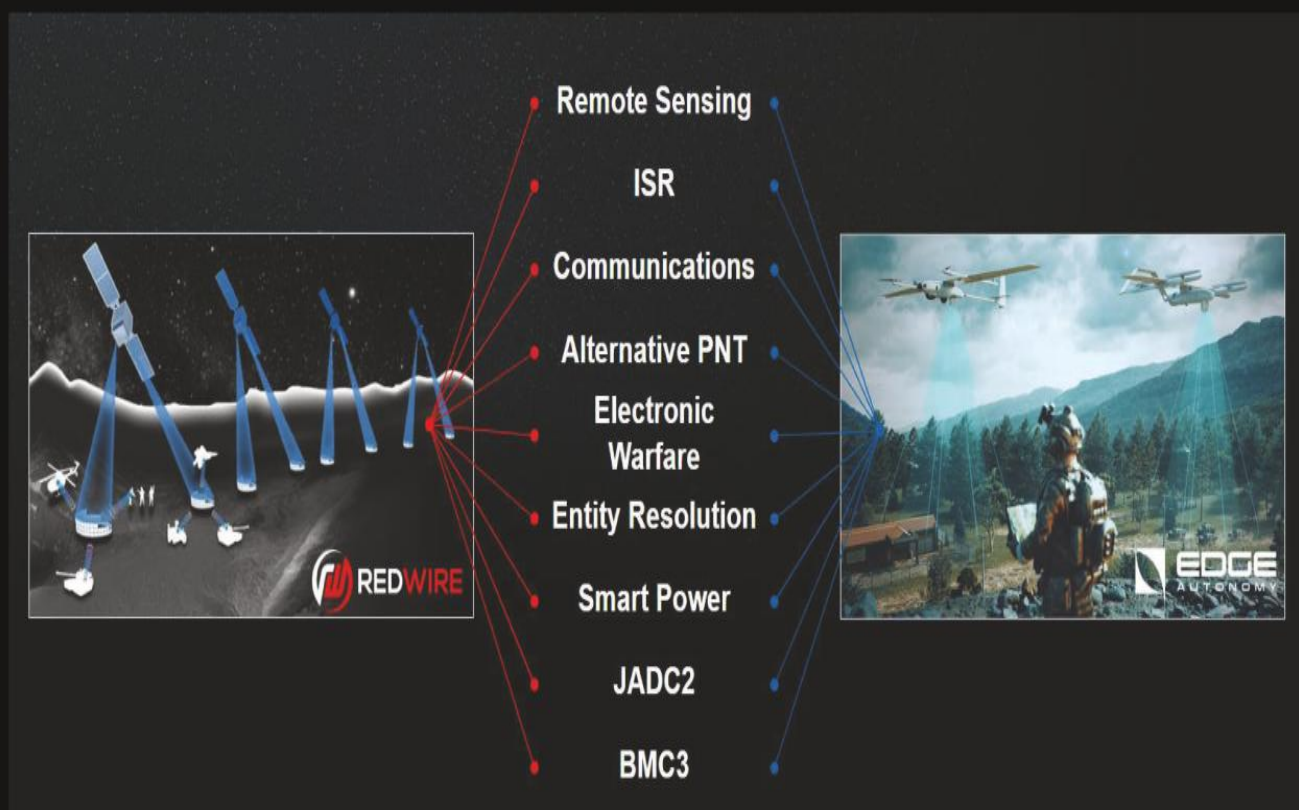 Remote Sensing
ISR
Communications
Alternative PNT
Electronic
Warfare
Entity Resolution
Smart Power
JADC2
BMC3
REDWIRE
EDGE
AUTONOMY